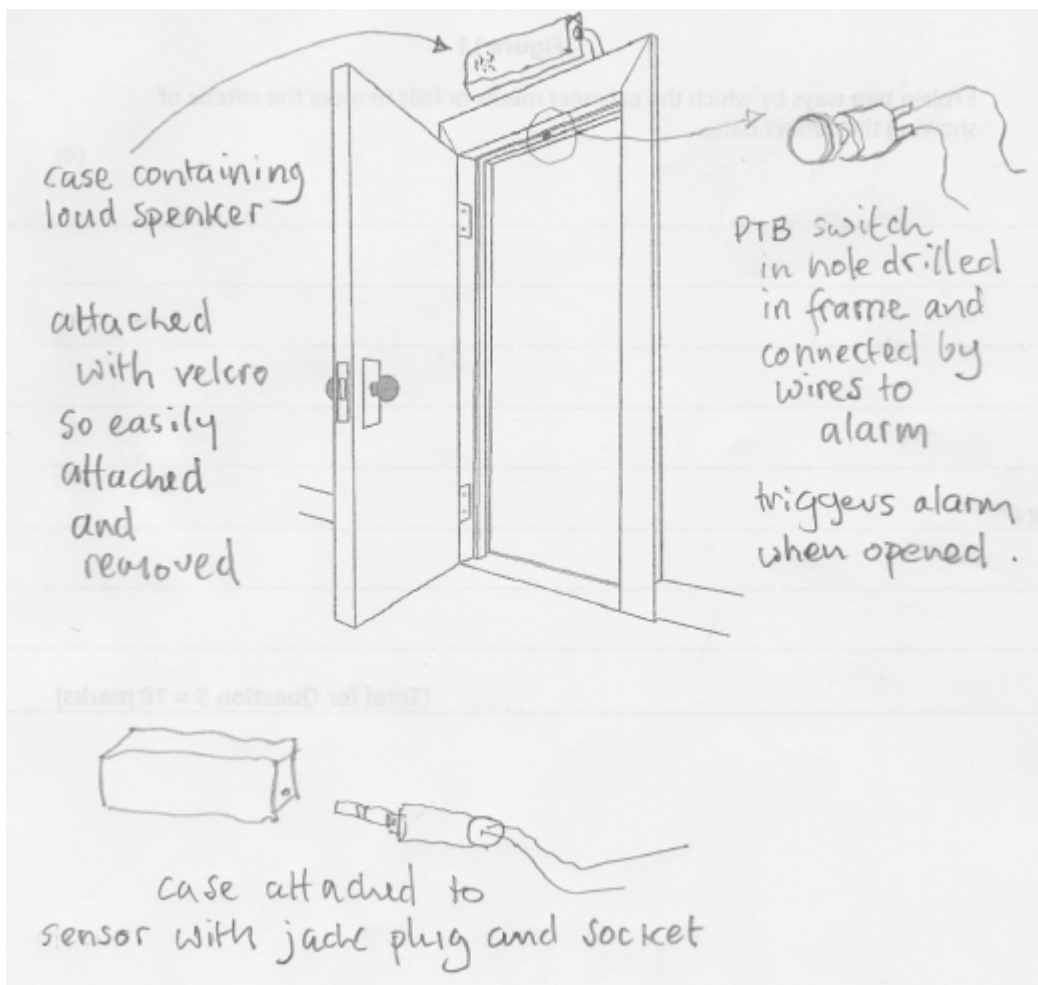 case containing
loud speaker
attached
with velcro
so easily
attached
and
removed
PTB switch
in hole drilled
in frame and
connected by
wires to
alarm
triggers alarm
when opened.
case attached to
sensor with jack plug and socket